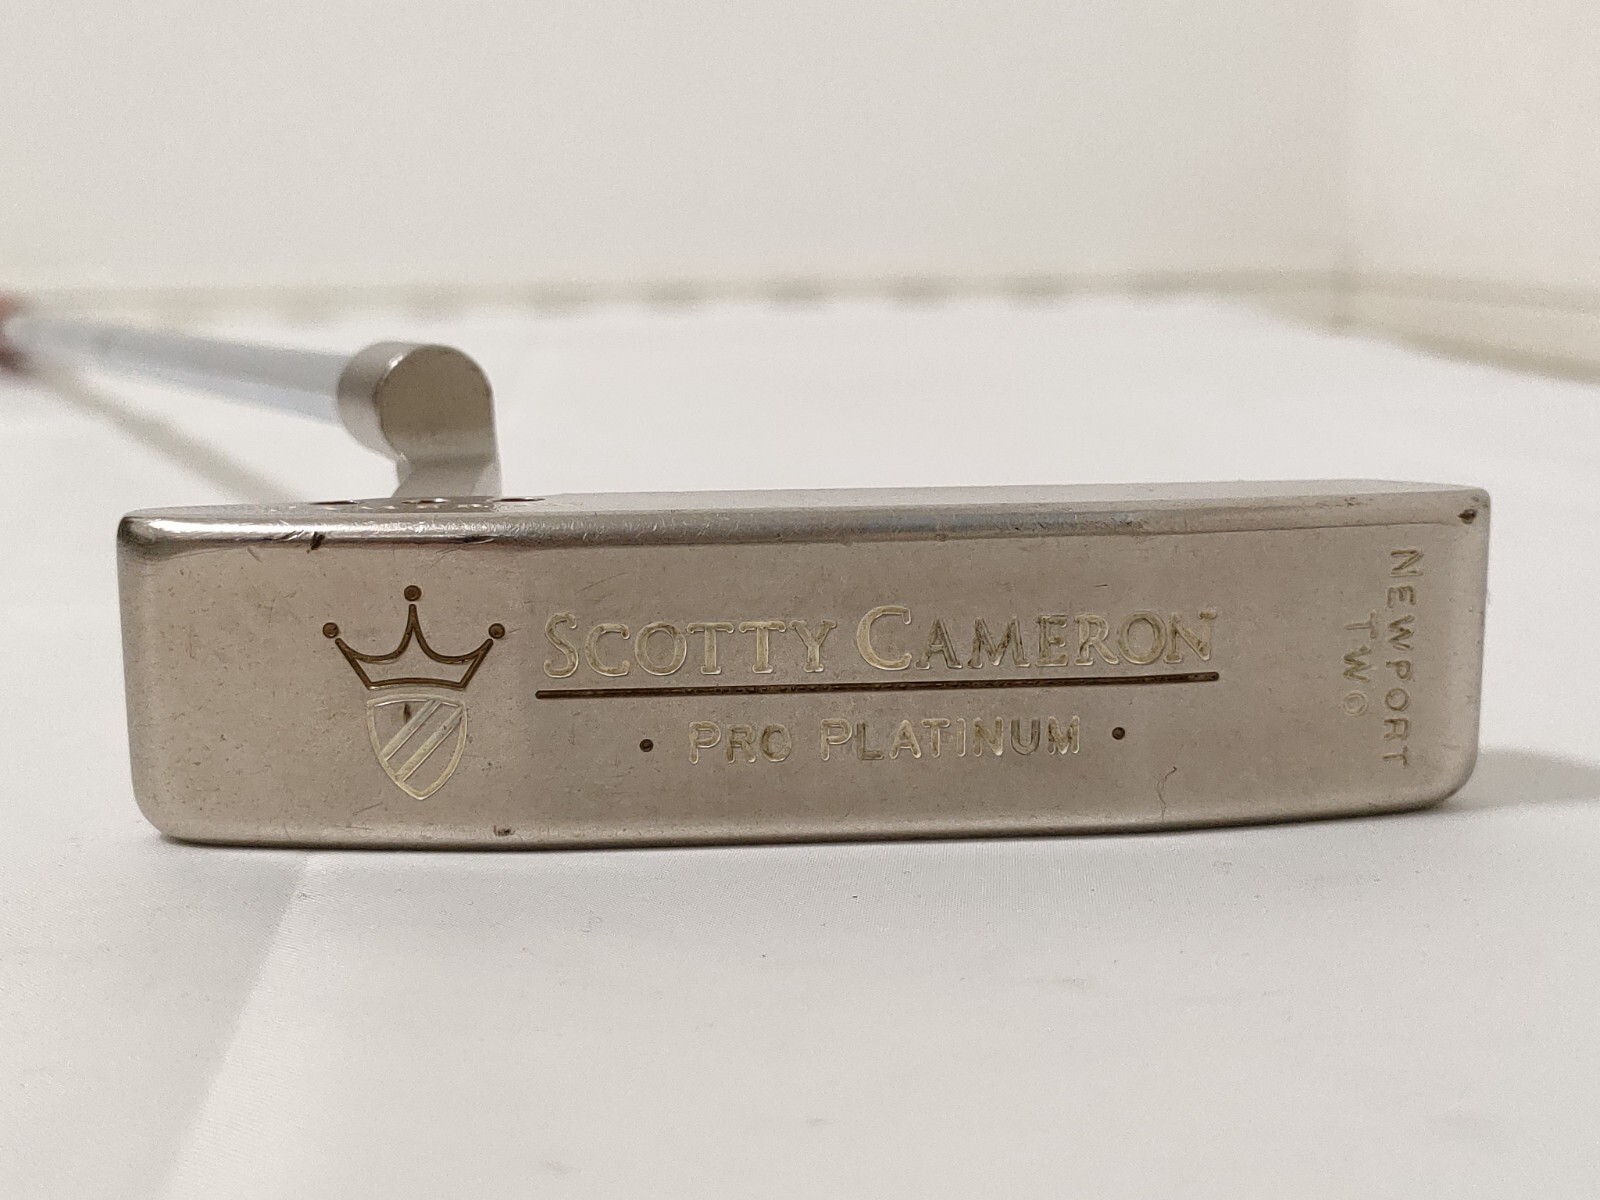 SCOTTY CAMERON
• PRO PLATINUM •
NEWPORT
TWO